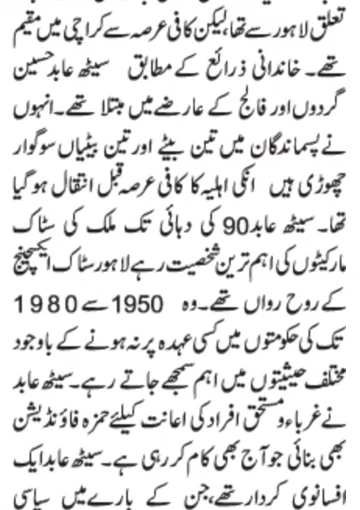 تعلق لاہور سے تھا،لیکن کافی عرصہ سے کراچی میں مقیم
تھے۔ خاندانی ذرائع کے مطابق سیٹھ عابد حسین
گردوں اور فالج کے عارضے میں مبتلا تھے۔انہوں
نے پسماندگان میں تین بیٹے اور تین بیٹیاں سوگوار
چھوڑی ہیں انکی اہلیہ کا کافی عرصہ قبل انتقال ہو گیا
تھا۔سیٹھ عابد90 کی دہائی تک ملک کی سٹاک
مارکیٹوں کی اہم ترین شخصیت رہے لاہور سٹاک ایکسچینج
کے روح رواں تھے۔وہ 1950 سے 1980
تک کی حکومتوں میں کسی عہدہ پر نہ ہونے کے باوجود
مختلف حیثیتوں میں اہم سمجھے جاتے رہے۔سیٹھ عابد
نے غرباء و مستحق افراد کی اعانت کیلئے حمزہ فاؤنڈیشن
بھی بنائی جو آج بھی کام کر رہی ہے۔سیٹھ عابد ایک
افسانوی کردار تھے،جن کے بارے میں سیاسی